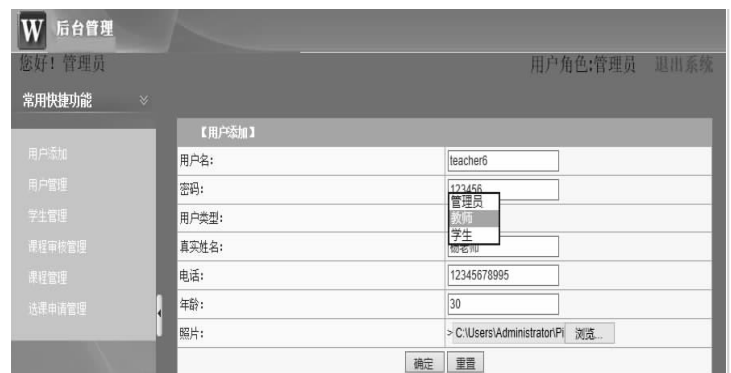 W 后台管理
您好！管理员
用户角色:管理员 退出系统
常用快捷功能
用户添加
用户管理
学生管理
课程审核管理
课程管理
选课申请管理
【用户添加】
用户名: teacher6
密码: 123456
用户类型:
管理员
教师
学生
真实姓名: 杨老师
电话: 12345678995
年龄: 30
照片: > C:\Users\Administrator\Pi 浏览...
确定 重置